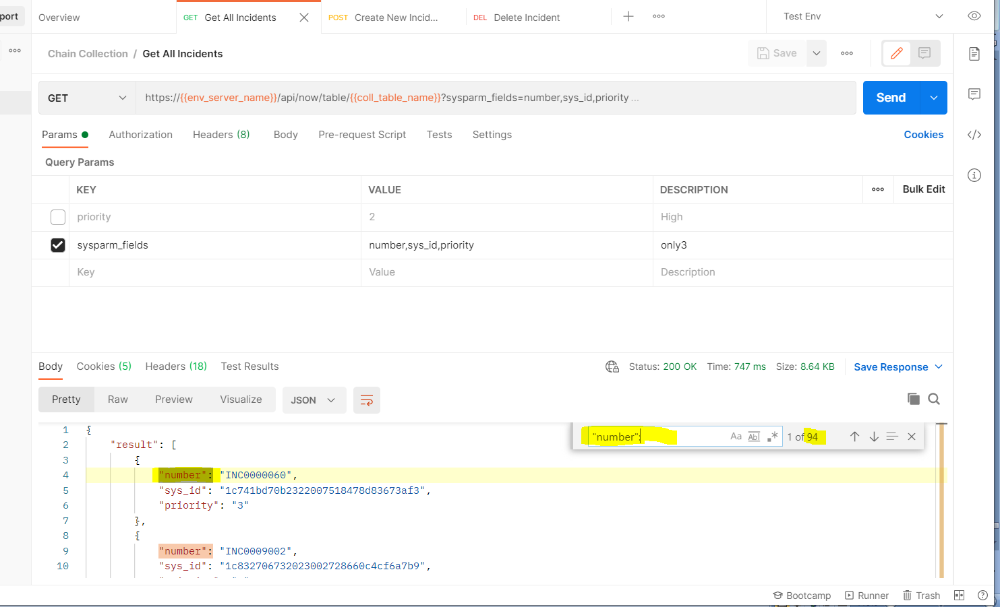 port
Overview
GET Get All Incidents
POST Create New Incid...
DEL Delete Incident
Test Env
Chain Collection / Get All Incidents
Save
GET
https://{{env_server_name}}/api/now/table/{{coll_table_name}}?sysparm_fields=number,sys_id,priority ...
Send
Params
Authorization
Headers (8)
Body
Pre-request Script
Tests
Settings
Cookies
Query Params
KEY VALUE DESCRIPTION Bulk Edit
priority 2 High
sysparm_fields number,sys_id,priority only3
Key Value Description
Body Cookies (5) Headers (18) Test Results
Status: 200 OK Time: 747 ms Size: 8.64 KB Save Response
Pretty Raw Preview Visualize JSON
"number": Aa Abl .* 1 of 94
1 {
2 "result": [
3 {
4 "number": "INC0000060",
5 "sys_id": "1c741bd70b2322007518478d83673af3",
6 "priority": "3"
7 },
8 {
9 "number": "INC0009002",
10 "sys_id": "1c832706732023002728660c4cf6a7b9",
Bootcamp Runner Trash